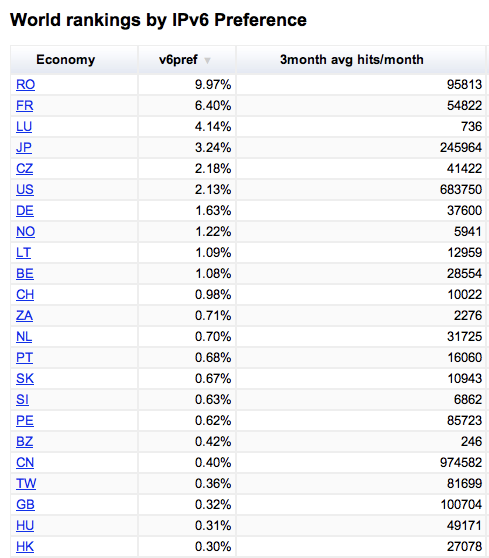 World rankings by IPv6 Preference
Economy v6pref ▼ 3month avg hits/month
RO 9.97% 95813
FR 6.40% 54822
LU 4.14% 736
JP 3.24% 245964
CZ 2.18% 41422
US 2.13% 683750
DE 1.63% 37600
NO 1.22% 5941
LT 1.09% 12959
BE 1.08% 28554
CH 0.98% 10022
ZA 0.71% 2276
NL 0.70% 31725
PT 0.68% 16060
SK 0.67% 10943
SI 0.63% 6862
PE 0.62% 85723
BZ 0.42% 246
CN 0.40% 974582
TW 0.36% 81699
GB 0.32% 100704
HU 0.31% 49171
HK 0.30% 27078